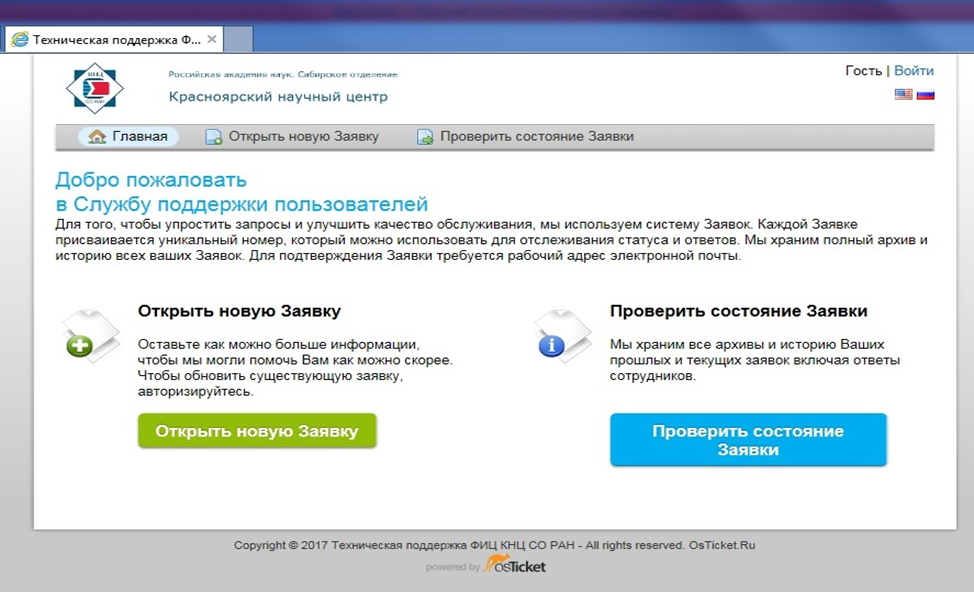 Техническая поддержка Ф...
КНЦ
СО РАН
Российская академия наук. Сибирское отделение
Красноярский научный центр
Гость | Войти
Главная
Открыть новую Заявку
Проверить состояние Заявки
Добро пожаловать
в Службу поддержки пользователей
Для того, чтобы упростить запросы и улучшить качество обслуживания, мы используем систему Заявок. Каждой Заявке
присваивается уникальный номер, который можно использовать для отслеживания статуса и ответов. Мы храним полный архив и
историю всех ваших Заявок. Для подтверждения Заявки требуется рабочий адрес электронной почты.
Открыть новую Заявку
Оставьте как можно больше информации,
чтобы мы могли помочь Вам как можно скорее.
Чтобы обновить существующую заявку,
авторизируйтесь.
Открыть новую Заявку
Проверить состояние Заявки
Мы храним все архивы и историю Ваших
прошлых и текущих заявок включая ответы
сотрудников.
Проверить состояние
Заявки
Copyright © 2017 Техническая поддержка ФИЦ КНЦ СО РАН - All rights reserved. OsTicket.Ru
powered by osTicket